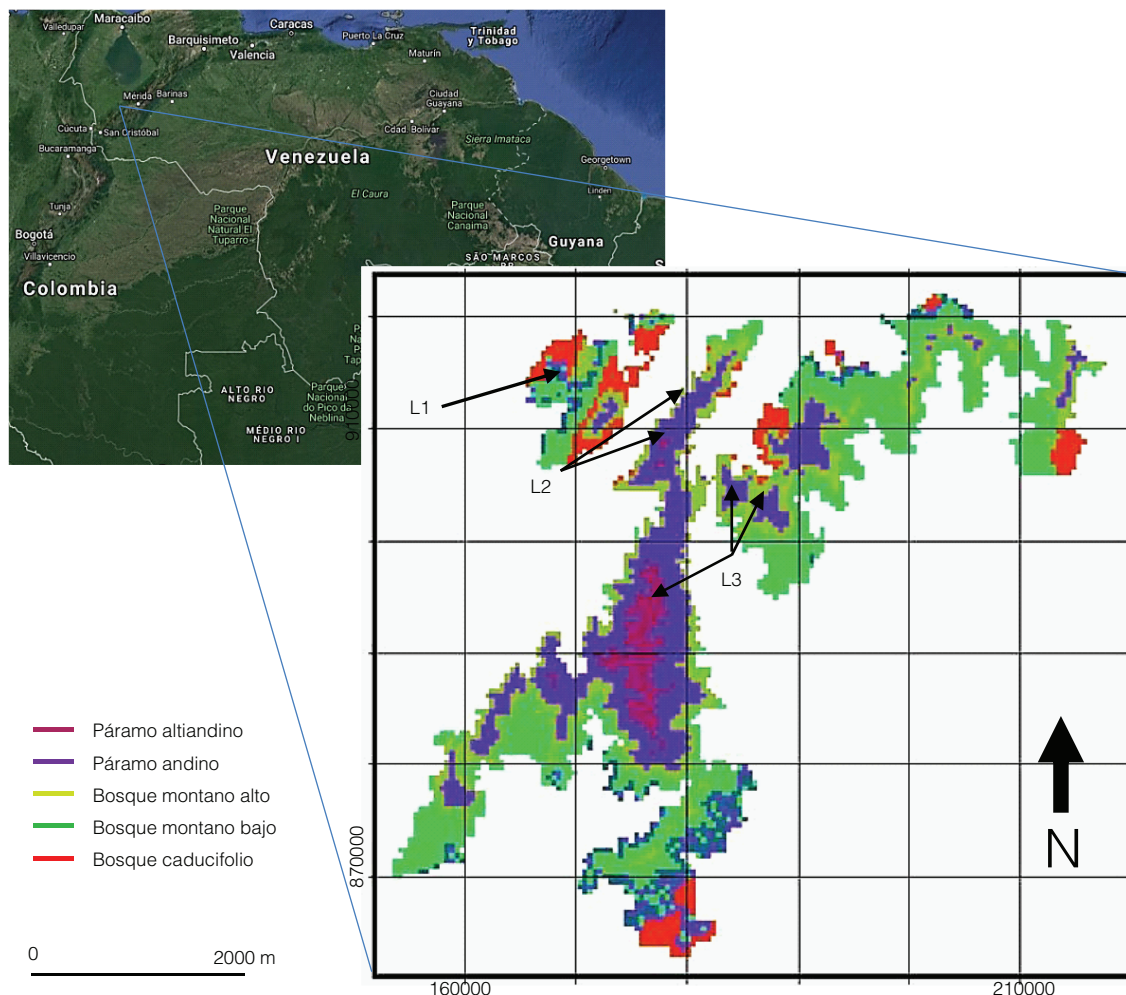 Valledupar
Maracaibo
Barquisimeto
Valencia
Caracas
Puerto La Cruz
Maturín
Trinidad
y Tobago
Mérida
Barinas
Ciudad
Guayana
Cúcuta
San Cristóbal
Cdad. Bolívar
Sierra Imataca
Bucaramanga
Venezuela
Georgetown
Linden
El Caura
Tunja
Parque
Nacional
Natural El
Tuparro
Parque
Nacional
Canaima
Bogotá
Villavicencio
Guyana
SÃO MARCOS
Colombia
ALTO RIO
NEGRO
Parque
Nacional
do Pico da
Neblina
MÉDIO RIO
NEGRO I
910000
L1
L2
L3
Páramo altiandino
Páramo andino
Bosque montano alto
Bosque montano bajo
Bosque caducifolio
870000
N
0
2000 m
160000
210000